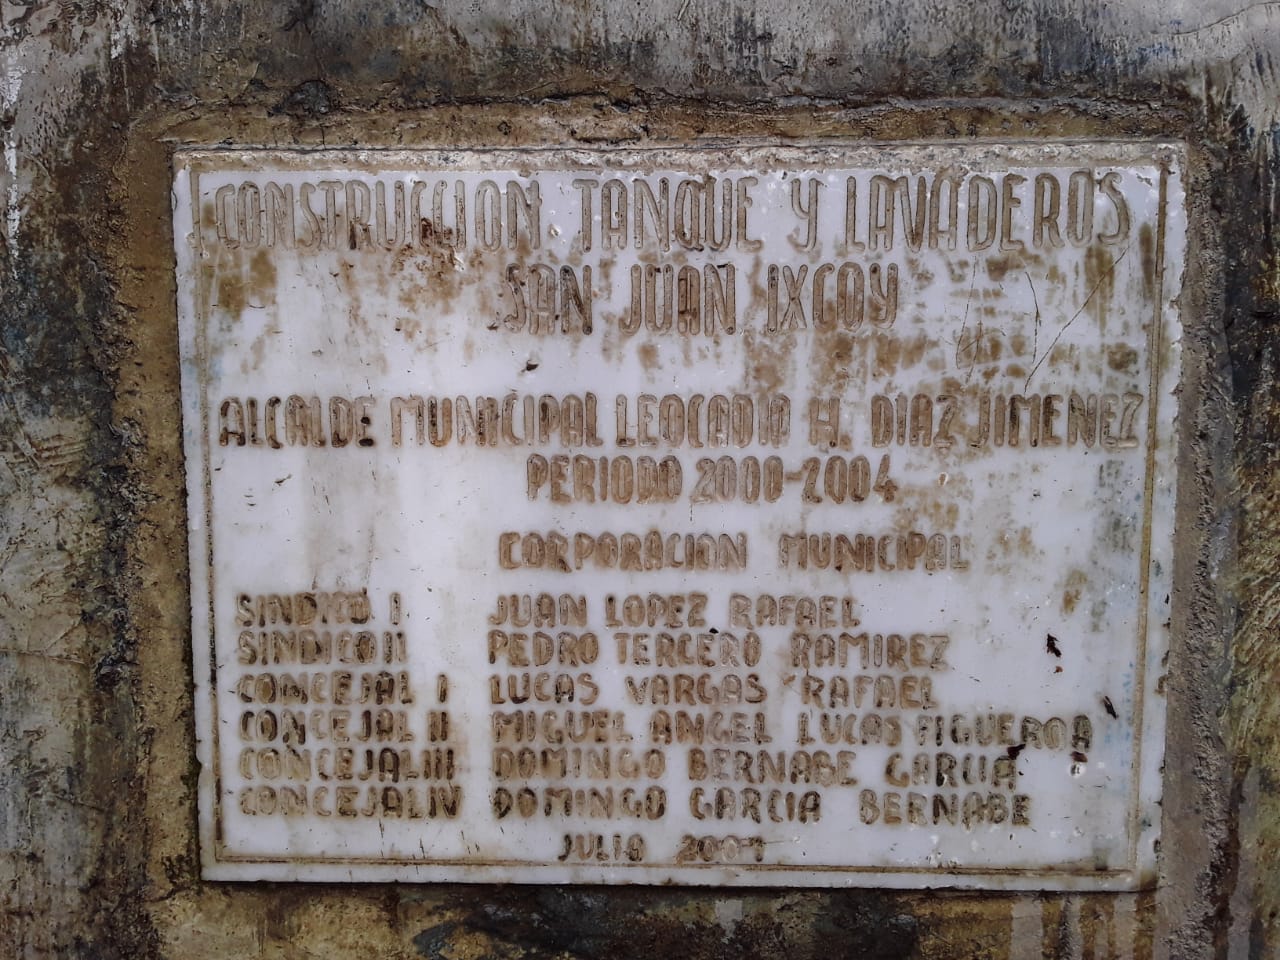 CONSTRUCCION TANQUE Y LAVADEROS
SAN JUAN IXCOY
ALCALDE MUNICIPAL LEOCADIO H. DIAZ JIMENEZ
PERIODO 2000-2004
CORPORACION MUNICIPAL
SINDICO I JUAN LOPEZ RAFAEL
SINDICO II PEDRO TERCERO RAMIREZ
CONCEJAL I LUCAS VARGAS RAFAEL
CONCEJAL II MIGUEL ANGEL LUCAS FIGUEROA
CONCEJAL III DOMINGO BERNABE GARCIA
CONCEJAL IV DOMINGO GARCIA BERNABE
JULIO